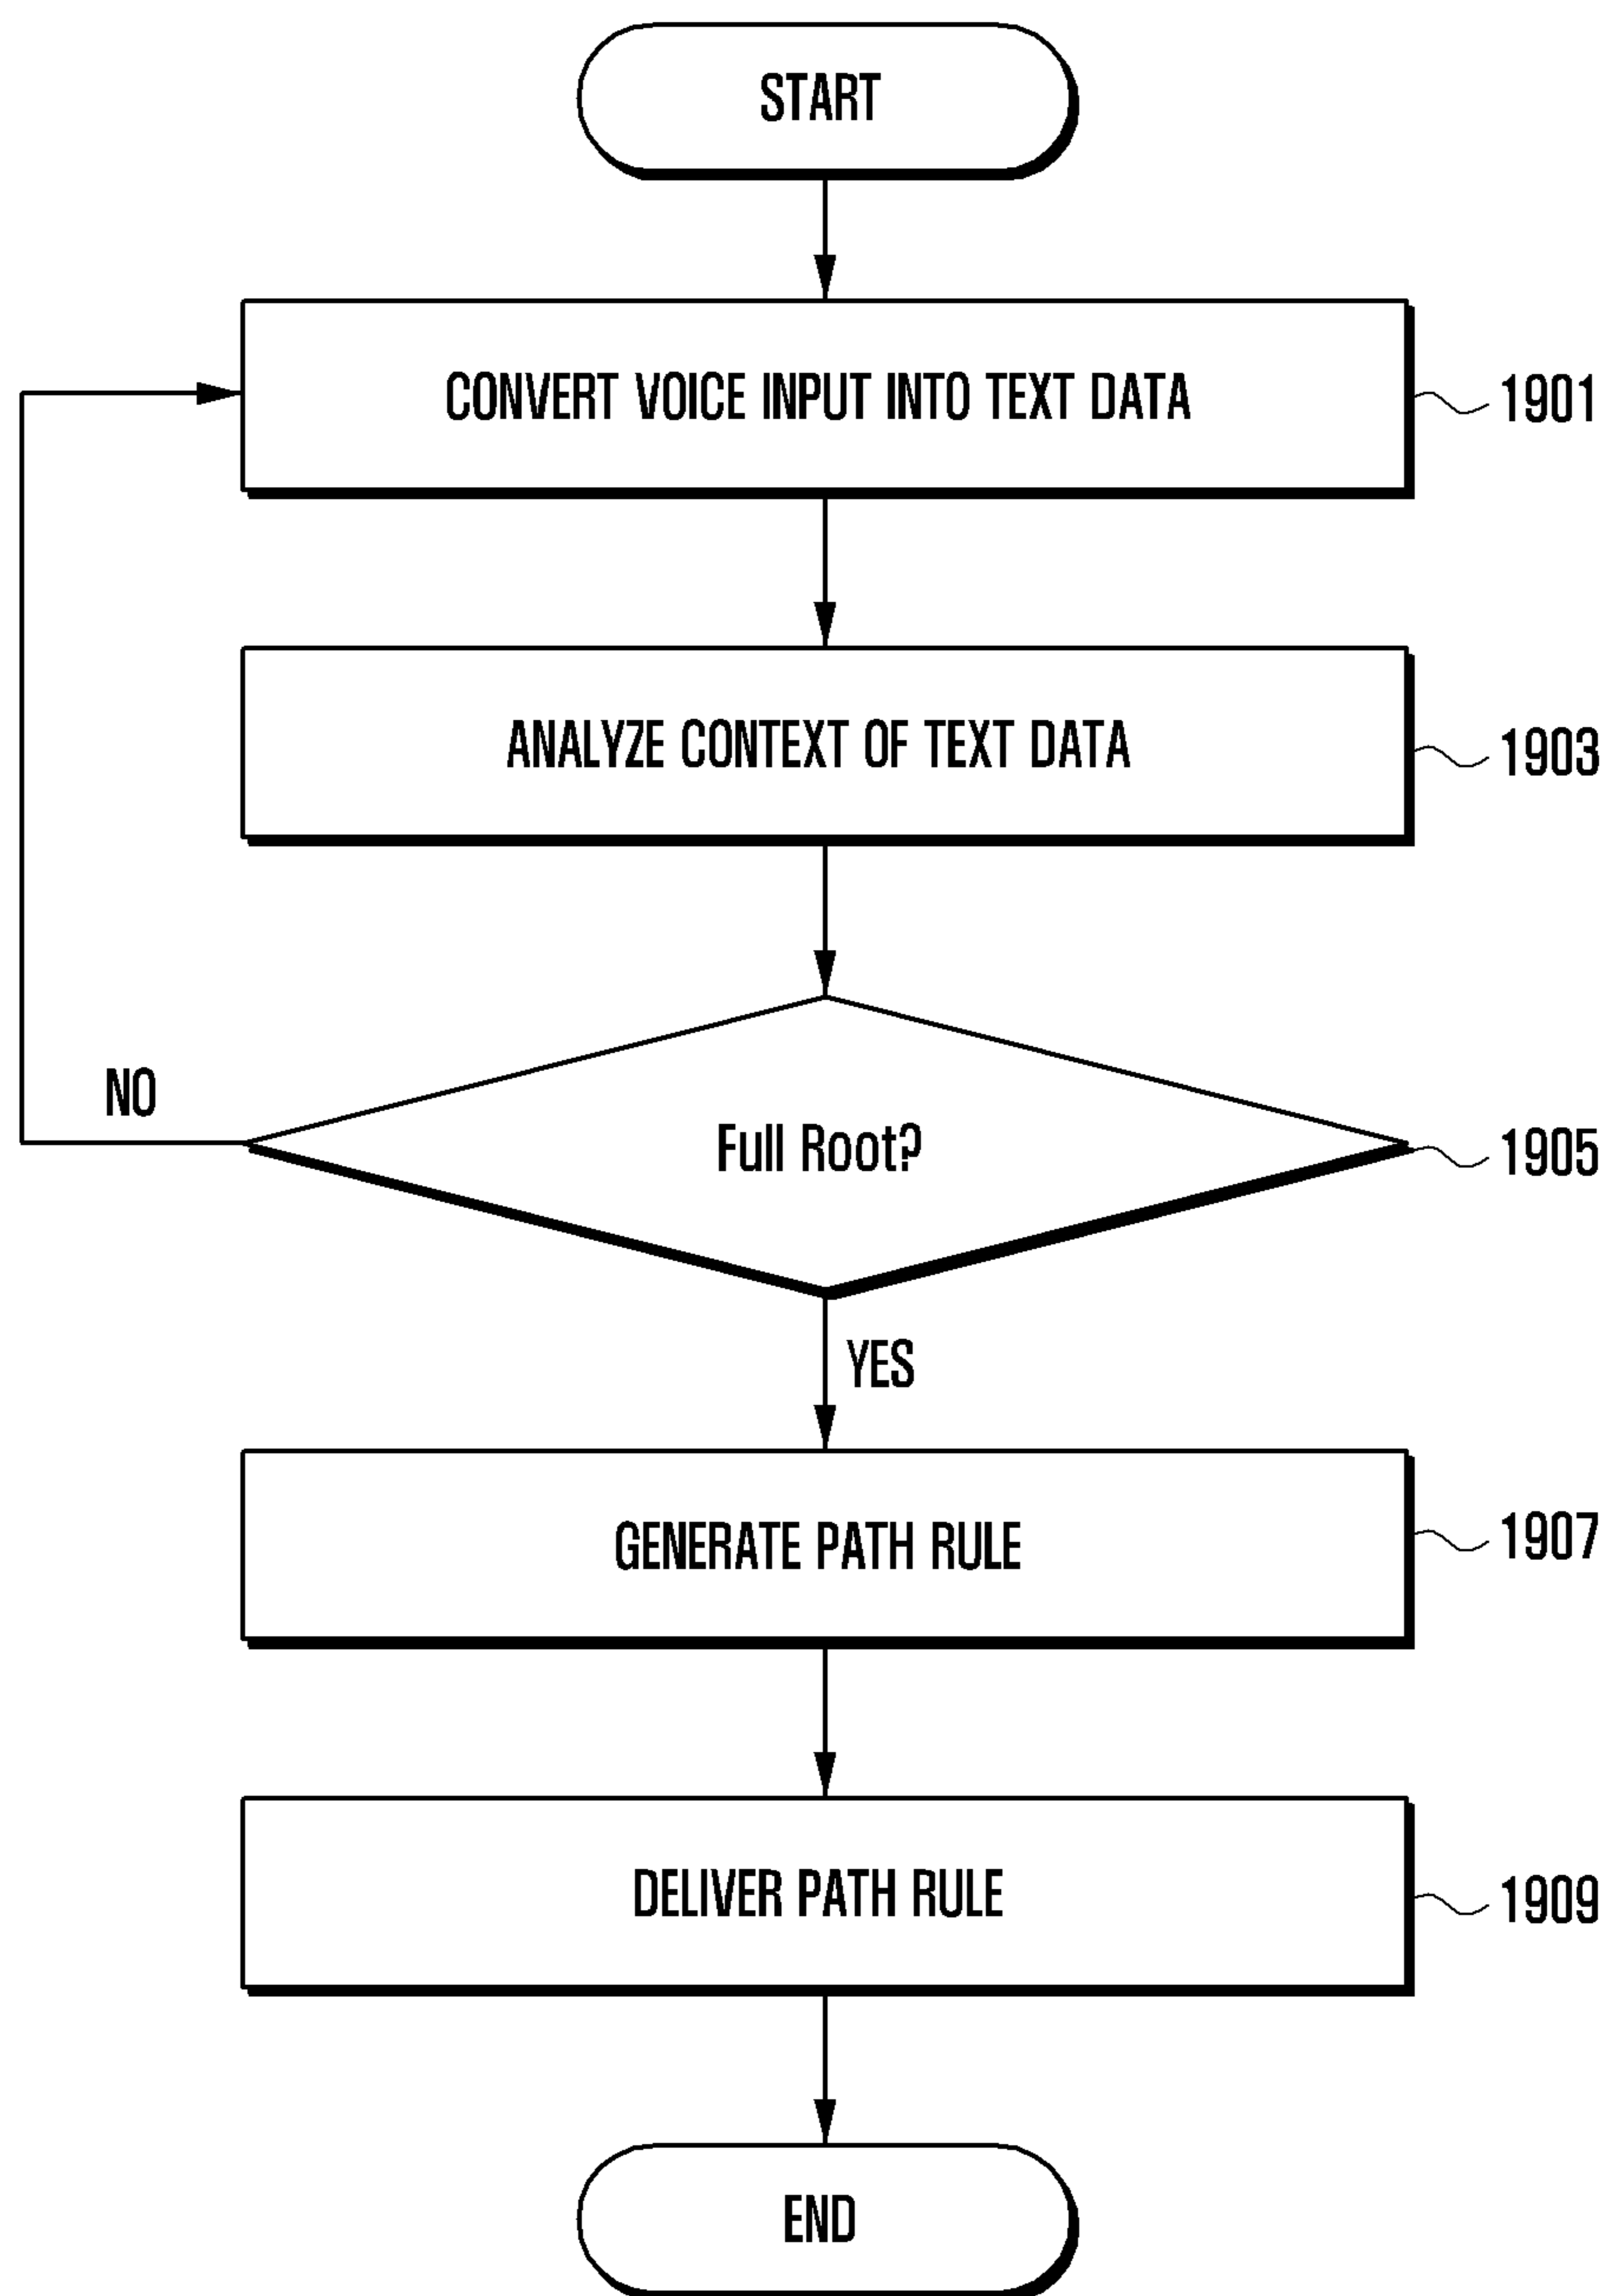 START
CONVERT VOICE INPUT INTO TEXT DATA
1901
ANALYZE CONTEXT OF TEXT DATA
1903
NO
Full Root?
1905
YES
GENERATE PATH RULE
1907
DELIVER PATH RULE
1909
END